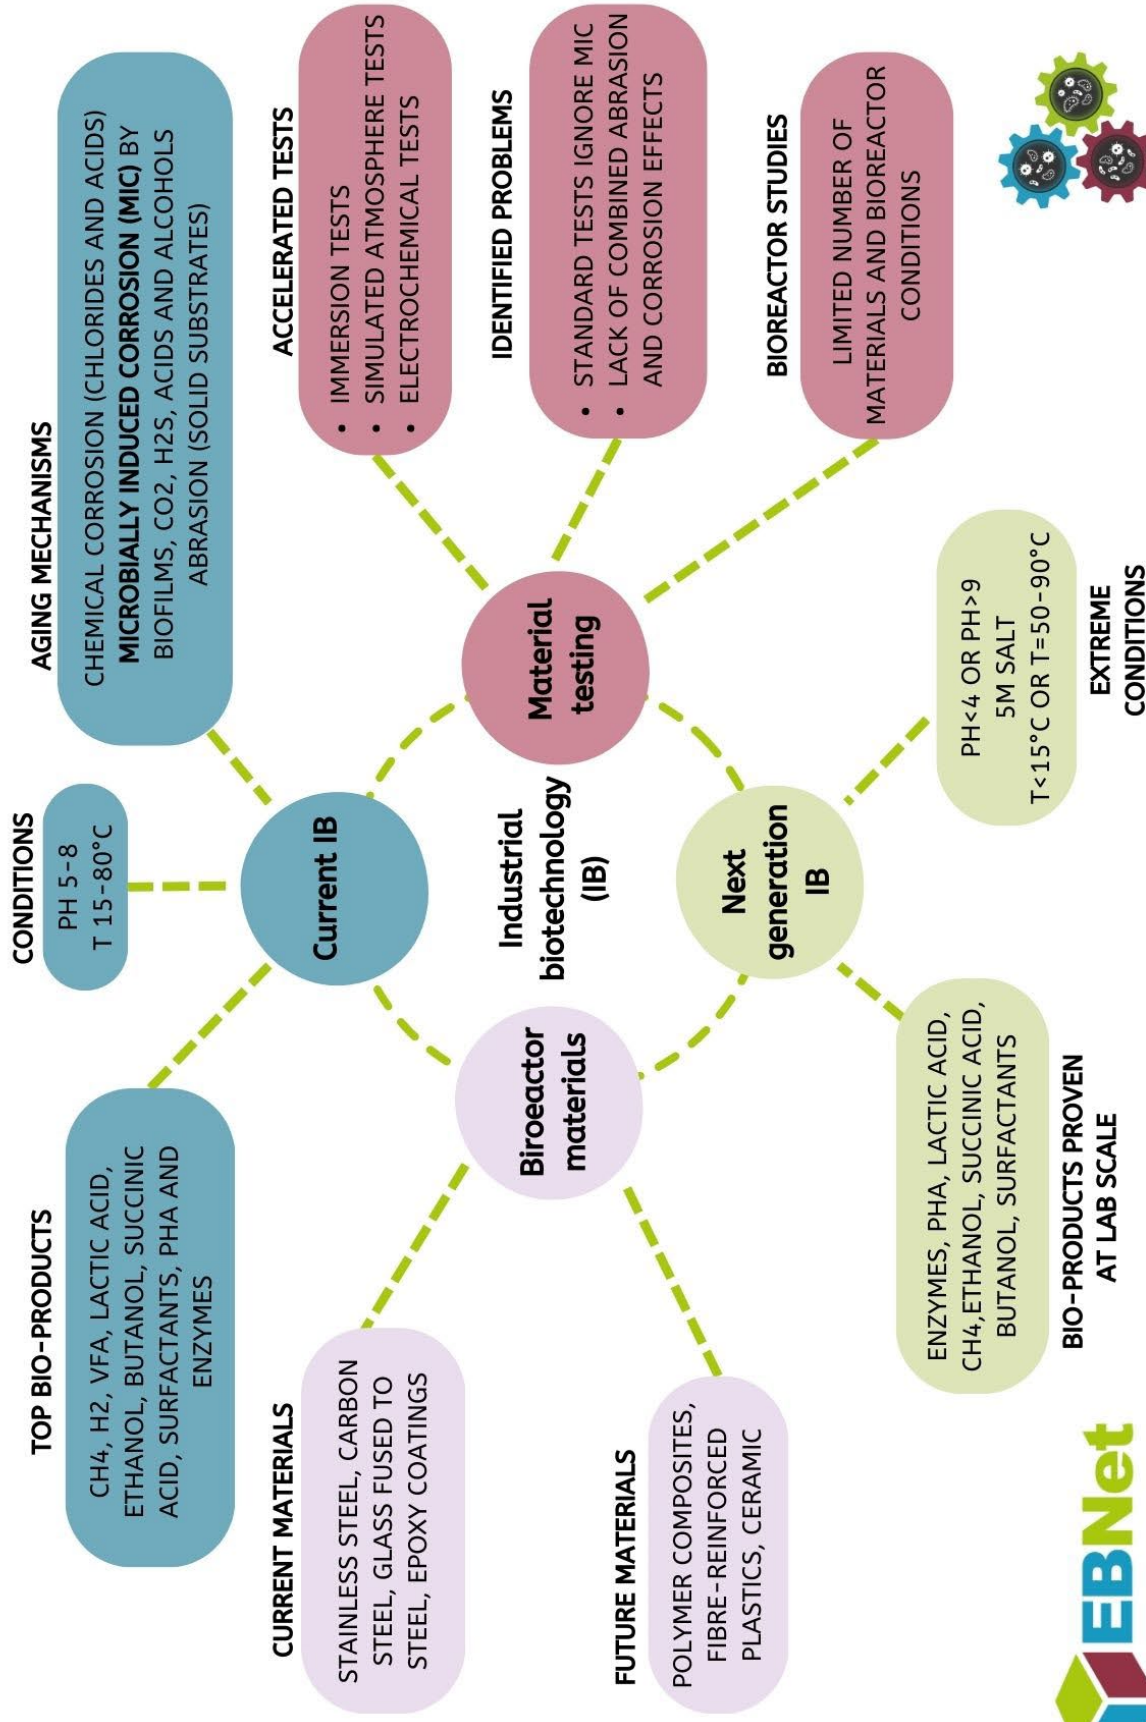 TOP BIO-PRODUCTS
CH4, H2, VFA, LACTIC ACID,
ETHANOL, BUTANOL, SUCCINIC
ACID, SURFACTANTS, PHA AND
ENZYMES
CONDITIONS
PH 5-8
T 15-80°C
AGING MECHANISMS
CHEMICAL CORROSION (CHLORIDES AND ACIDS)
MICROBIALLY INDUCED CORROSION (MIC) BY
BIOFILMS, CO2, H2S, ACIDS AND ALCOHOLS
ABRASION (SOLID SUBSTRATES)
Current IB
CURRENT MATERIALS
STAINLESS STEEL, CARBON
STEEL, GLASS FUSED TO
STEEL, EPOXY COATINGS
Biroeactor
materials
FUTURE MATERIALS
POLYMER COMPOSITES,
FIBRE-REINFORCED
PLASTICS, CERAMIC
Industrial
biotechnology
(IB)
Material
testing
ACCELERATED TESTS
• IMMERSION TESTS
• SIMULATED ATMOSPHERE TESTS
• ELECTROCHEMICAL TESTS
IDENTIFIED PROBLEMS
• STANDARD TESTS IGNORE MIC
• LACK OF COMBINED ABRASION
AND CORROSION EFFECTS
BIOREACTOR STUDIES
LIMITED NUMBER OF
MATERIALS AND BIOREACTOR
CONDITIONS
Next
generation
IB
ENZYMES, PHA, LACTIC ACID,
CH4,ETHANOL, SUCCINIC ACID,
BUTANOL, SURFACTANTS
BIO-PRODUCTS PROVEN
AT LAB SCALE
PH<4 OR PH>9
5M SALT
T<15°C OR T=50-90°C
EXTREME
CONDITIONS
EBNet